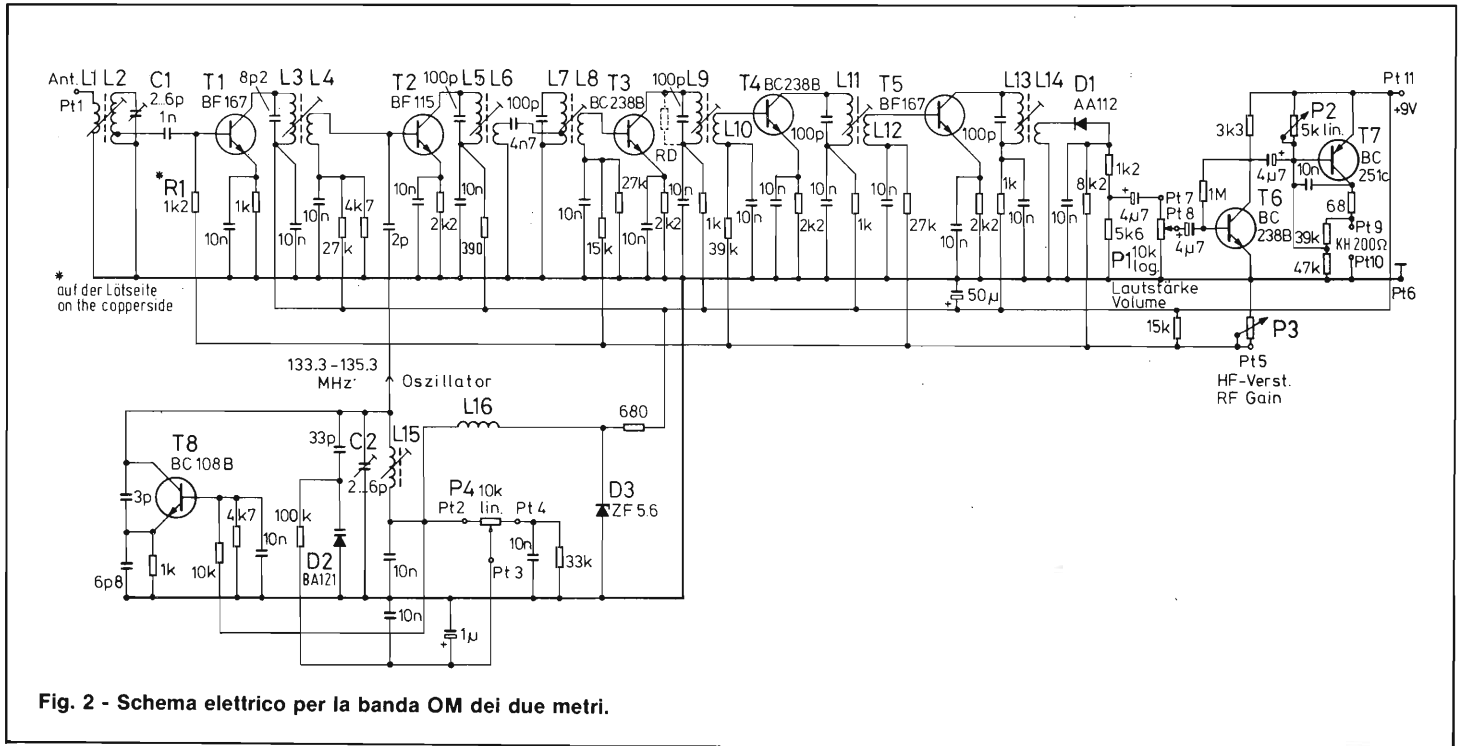 Ant.
L1 L2
C1
T1
8p2
L3 L4
T2
100p
L5 L6
L7 L8
T3
100p
L9
T4
BC238B
L11
T5
L13 L14
D1
Pt 11
Pt1
2...6p
BF167
BF 115
100p
BC238B
BF167
AA112
+9V
1n
P2
5k lin.
T7
3k3
4n7
100p
100p
RD
L10
L12
4µ7
10n
BC
251c
*
R1
1k2
10n
1k
10n
10n
4k7
27k
2p
10n
10n
2k2
390
10n
27k
15k
10n
2k2
10n
1k
39k
10n
10n
2k2
10n
1k
10n
27k
10n
1k
10n
10n
8k2
1k2
4µ7
5k6
Pt 7
Pt 8
4µ7
1M
T6
BC
238B
68
39k
Pt 9
KH 200Ω
Pt10
47k
P1
10k
log.
Lautstärke
Volume
Pt6
*
auf der Lötseite
on the copperside
50µ
+
15k
P3
Pt5
HF-Verst.
RF Gain
133.3-135.3
MHz
Oszillator
L16
680
T8
BC 108B
33p
C2
2...6p
L15
3p
4k7
10n
100k
P4
10k
lin.
Pt2
Pt 4
Pt 3
D3
ZF 5.6
6p8
1k
10k
D2
BA121
10n
10n
33k
10n
1µ
+
Fig. 2 - Schema elettrico per la banda OM dei due metri.